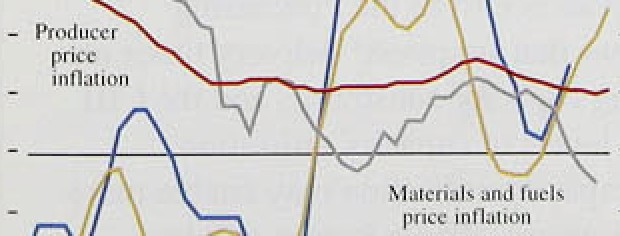 Producer
price
inflation
Materials and fuels
price inflation